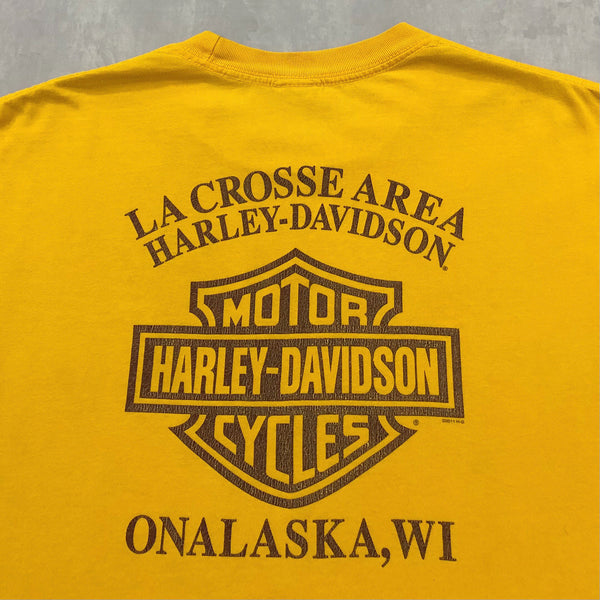 LA CROSSE AREA
HARLEY-DAVIDSON®
MOTOR
HARLEY-DAVIDSON
CYCLES®
ONALASKA, WI